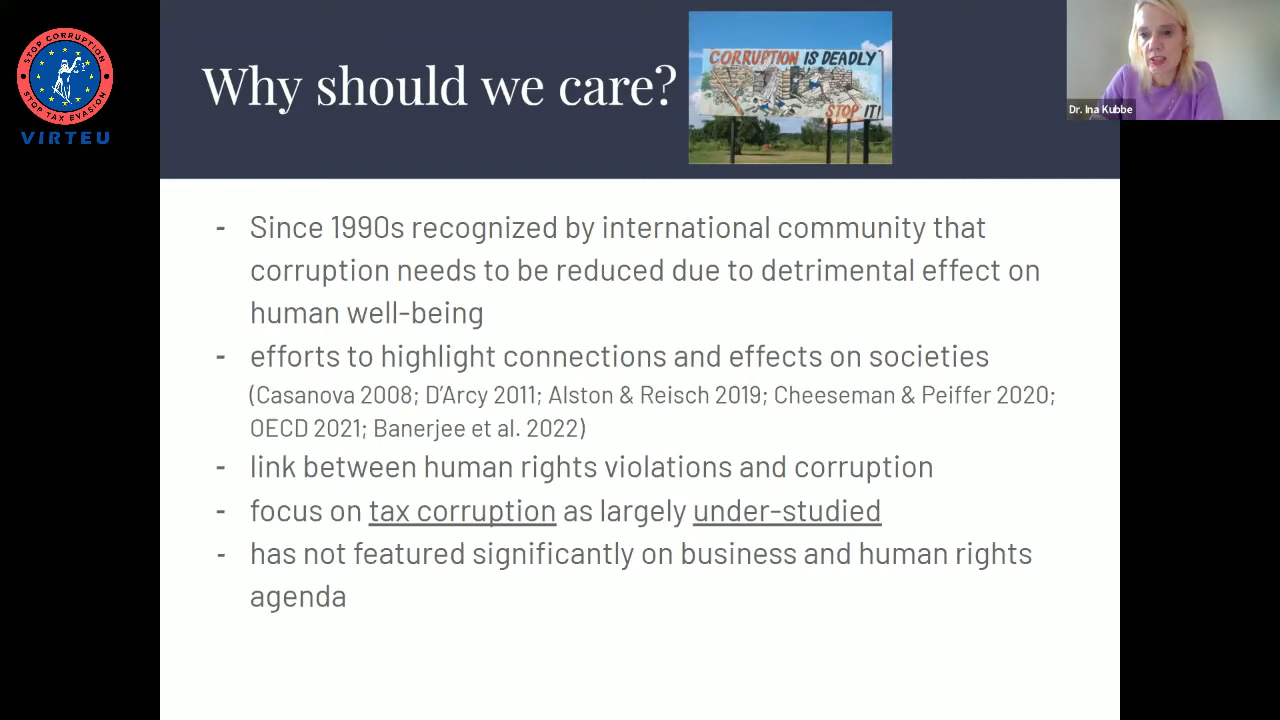 STOP CORRUPTION
STOP TAX EVASION
VIRTEU
Why should we care?
CORRUPTION IS DEADLY
STOP IT!
Dr. Ina Kubbe
- Since 1990s recognized by international community that
corruption needs to be reduced due to detrimental effect on
human well-being
- efforts to highlight connections and effects on societies
(Casanova 2008; D’Arcy 2011; Alston & Reisch 2019; Cheeseman & Peiffer 2020;
OECD 2021; Banerjee et al. 2022)
- link between human rights violations and corruption
- focus on tax corruption as largely under-studied
- has not featured significantly on business and human rights
agenda